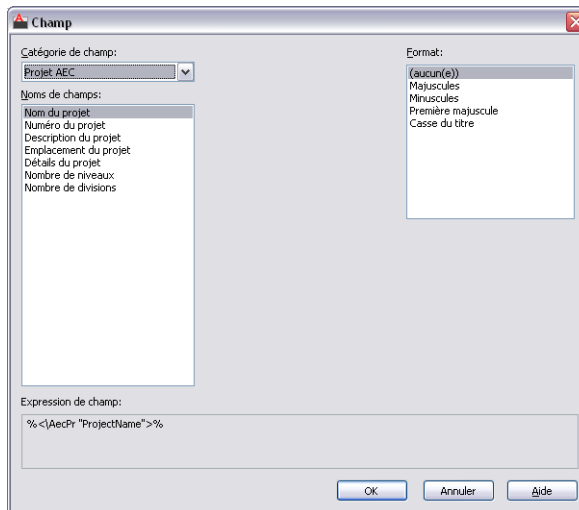 Champ
Catégorie de champ:
Projet AEC
Noms de champs:
Nom du projet
Numéro du projet
Description du projet
Emplacement du projet
Détails du projet
Nombre de niveaux
Nombre de divisions
Format:
(aucun(e))
Majuscules
Minuscules
Première majuscule
Casse du titre
Expression de champ:
%<\AecPr "ProjectName">%
OK
Annuler
Aide